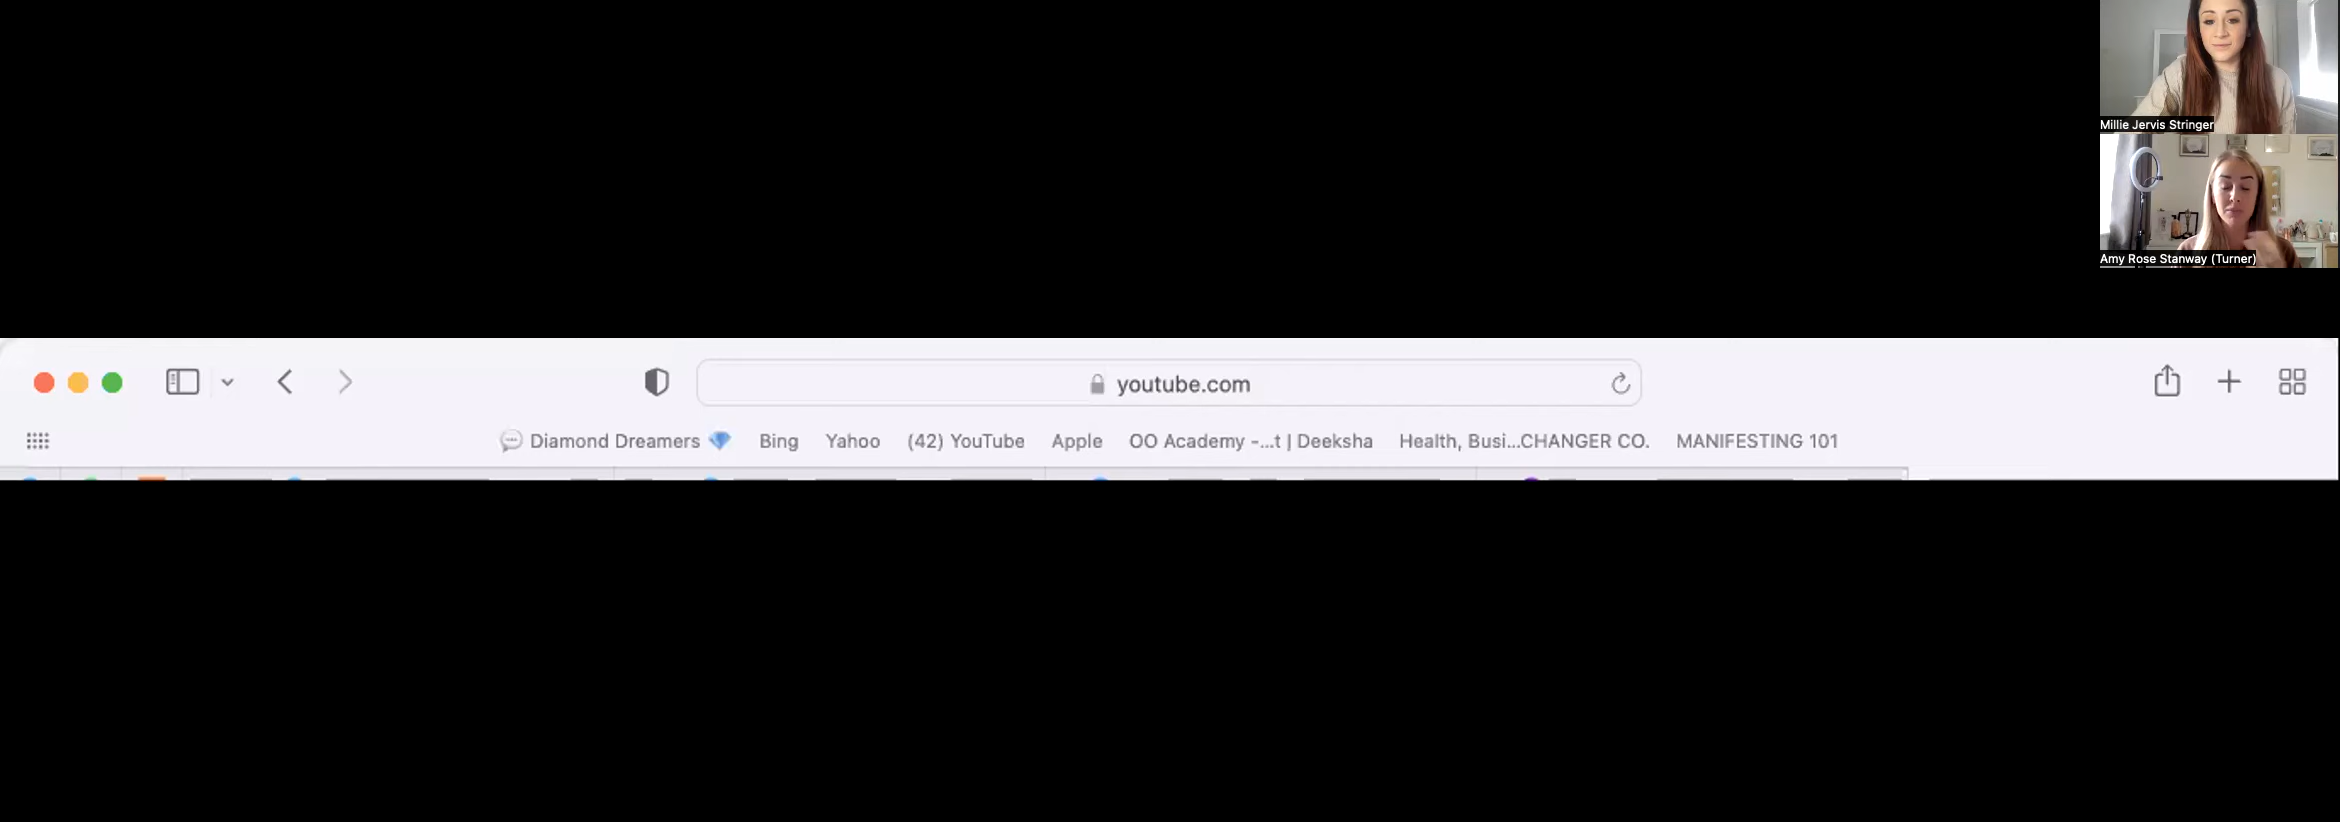 Millie Jervis Stringer
Amy Rose Stanway (Turner)
youtube.com
Diamond Dreamers Bing Yahoo (42) YouTube Apple OO Academy -...t | Deeksha Health, Busi...CHANGER CO. MANIFESTING 101